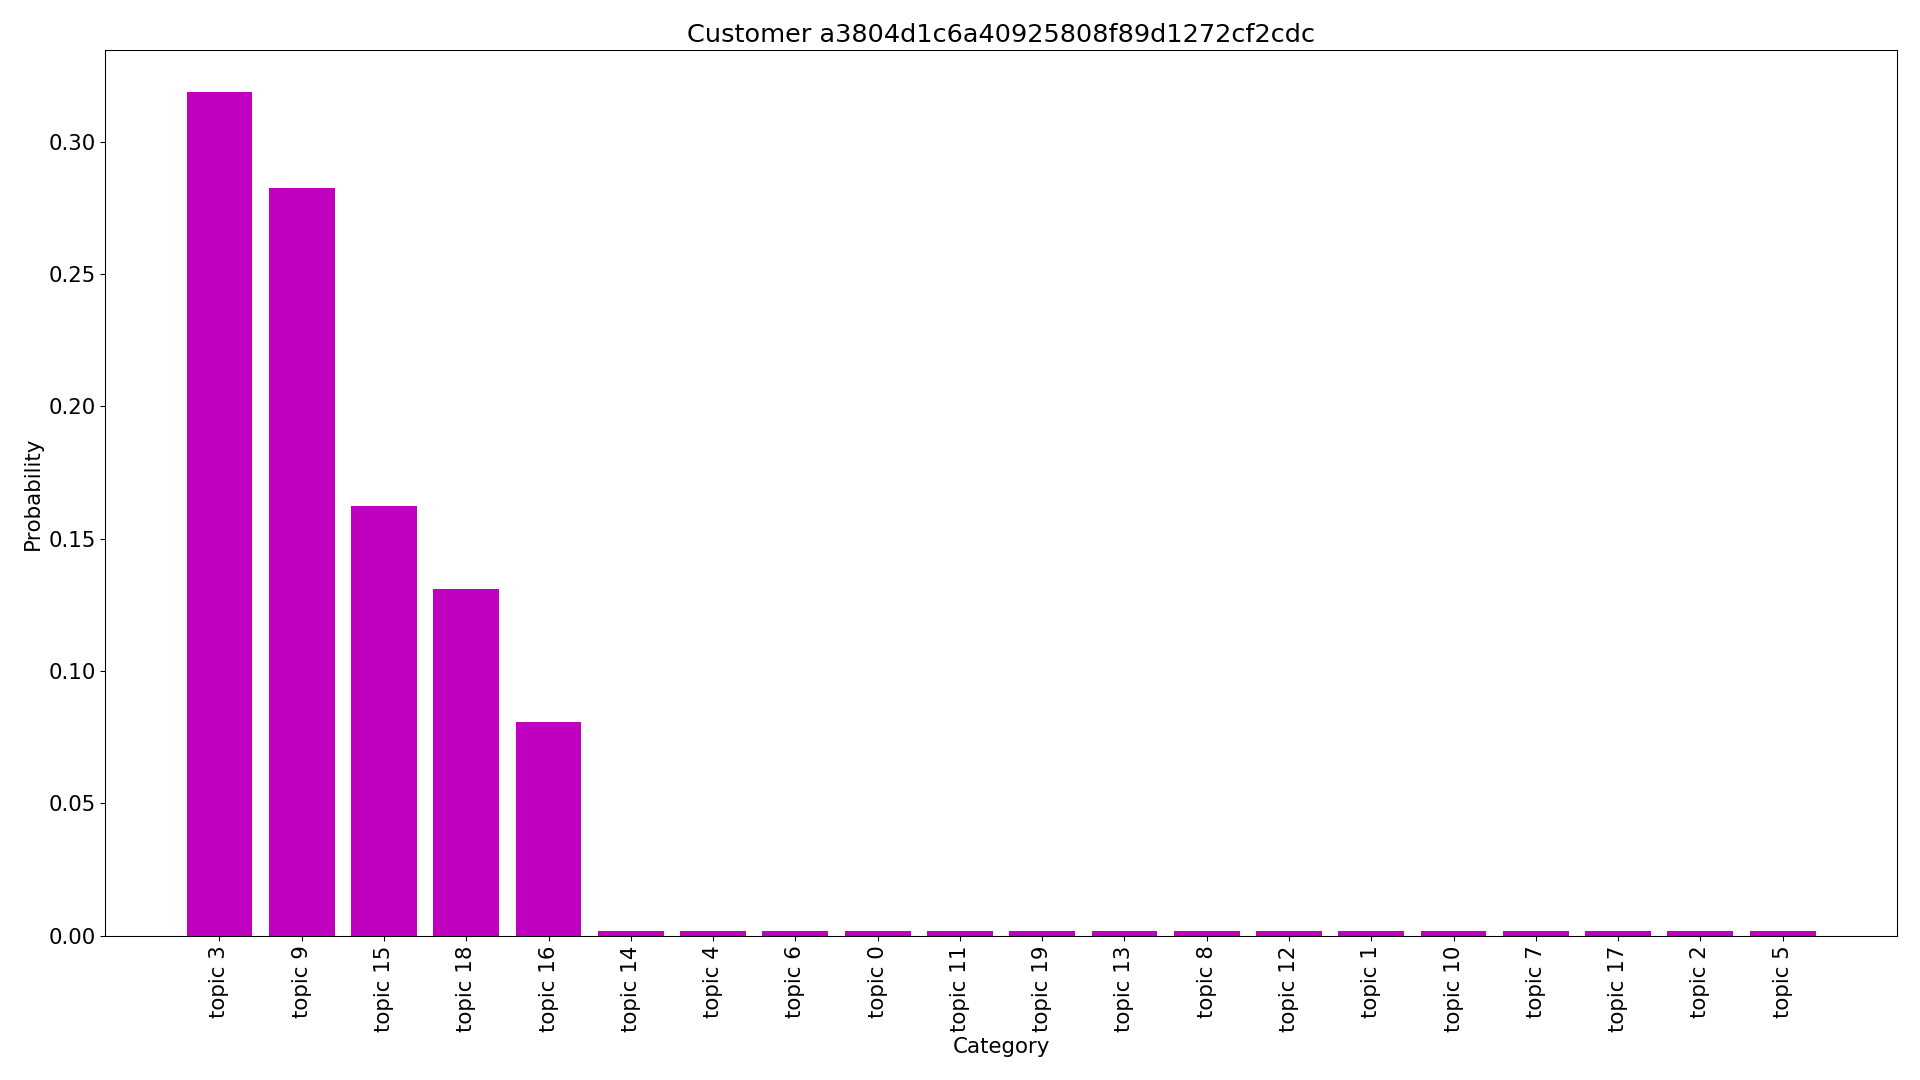 Customer a3804d1c6a40925808f89d1272cf2cdc
Probability
0.30
0.25
0.20
0.15
0.10
0.05
0.00
topic 3
topic 9
topic 15
topic 18
topic 16
topic 14
topic 4
topic 6
topic 0
topic 11
topic 19
topic 13
topic 8
topic 12
topic 1
topic 10
topic 7
topic 17
topic 2
topic 5
Category